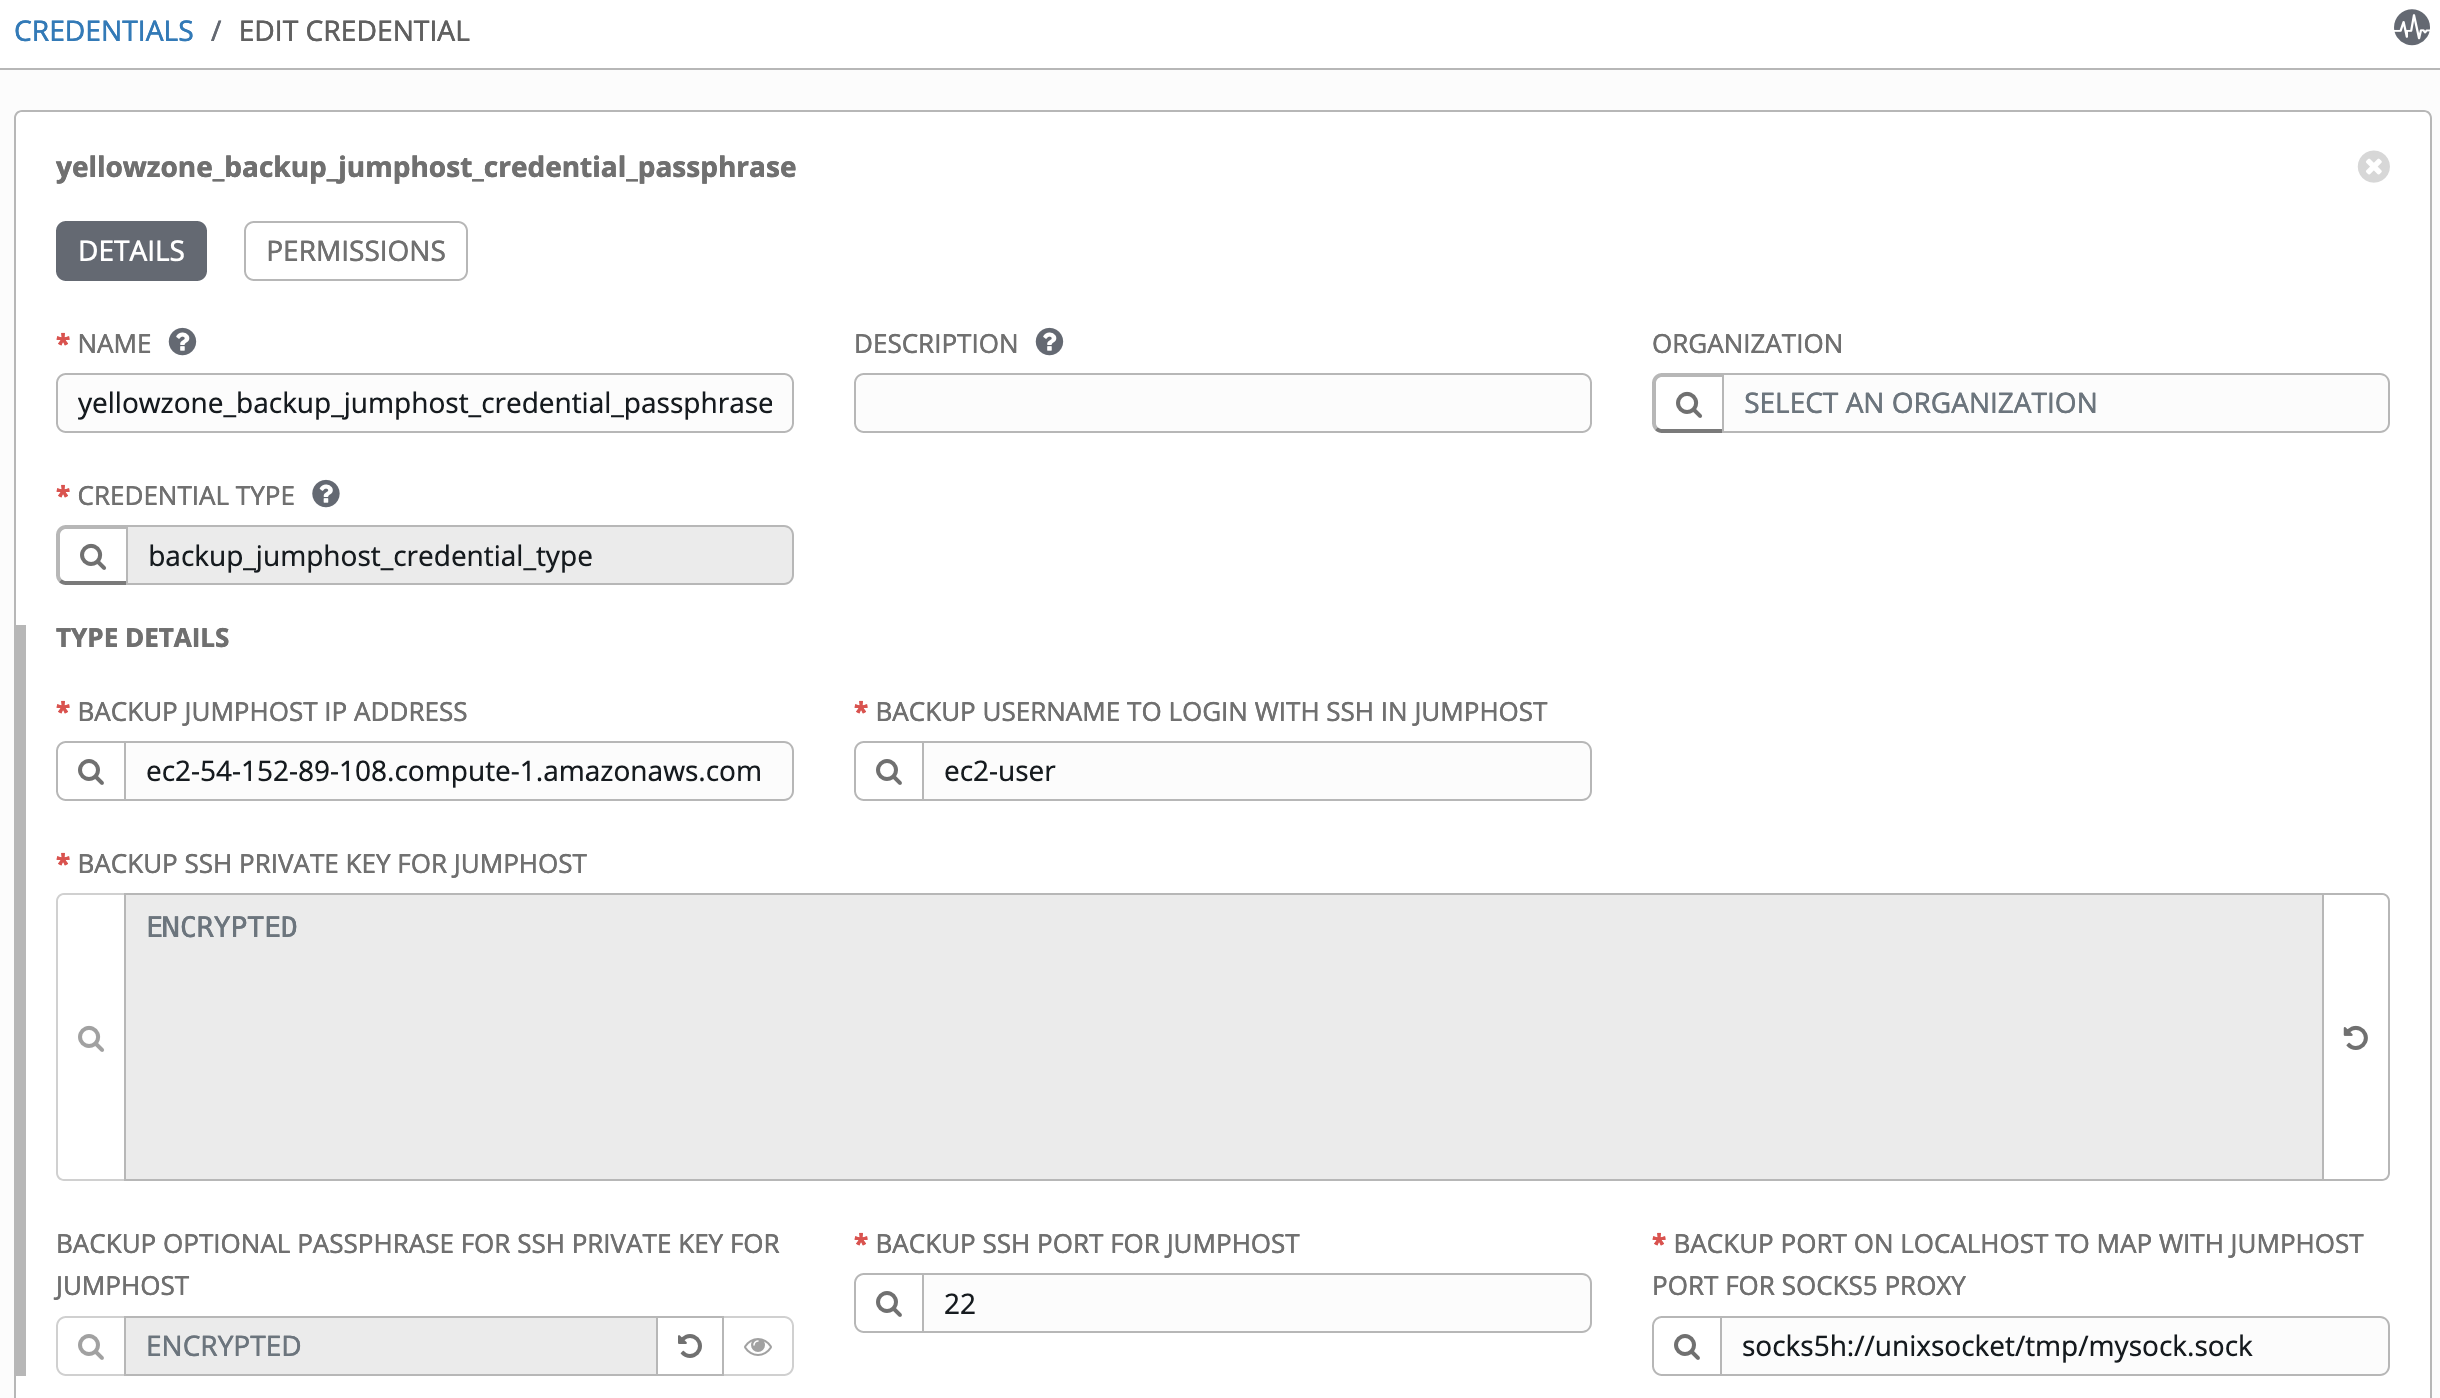 CREDENTIALS / EDIT CREDENTIAL
yellowzone_backup_jumphost_credential_passphrase
DETAILS PERMISSIONS
* NAME ? DESCRIPTION ? ORGANIZATION
yellowzone_backup_jumphost_credential_passphrase SELECT AN ORGANIZATION
* CREDENTIAL TYPE ?
backup_jumphost_credential_type
TYPE DETAILS
* BACKUP JUMPHOST IP ADDRESS * BACKUP USERNAME TO LOGIN WITH SSH IN JUMPHOST
ec2-54-152-89-108.compute-1.amazonaws.com ec2-user
* BACKUP SSH PRIVATE KEY FOR JUMPHOST
ENCRYPTED
BACKUP OPTIONAL PASSPHRASE FOR SSH PRIVATE KEY FOR
JUMPHOST
ENCRYPTED
* BACKUP SSH PORT FOR JUMPHOST
22
* BACKUP PORT ON LOCALHOST TO MAP WITH JUMPHOST
PORT FOR SOCKS5 PROXY
socks5h://unixsocket/tmp/mysock.sock